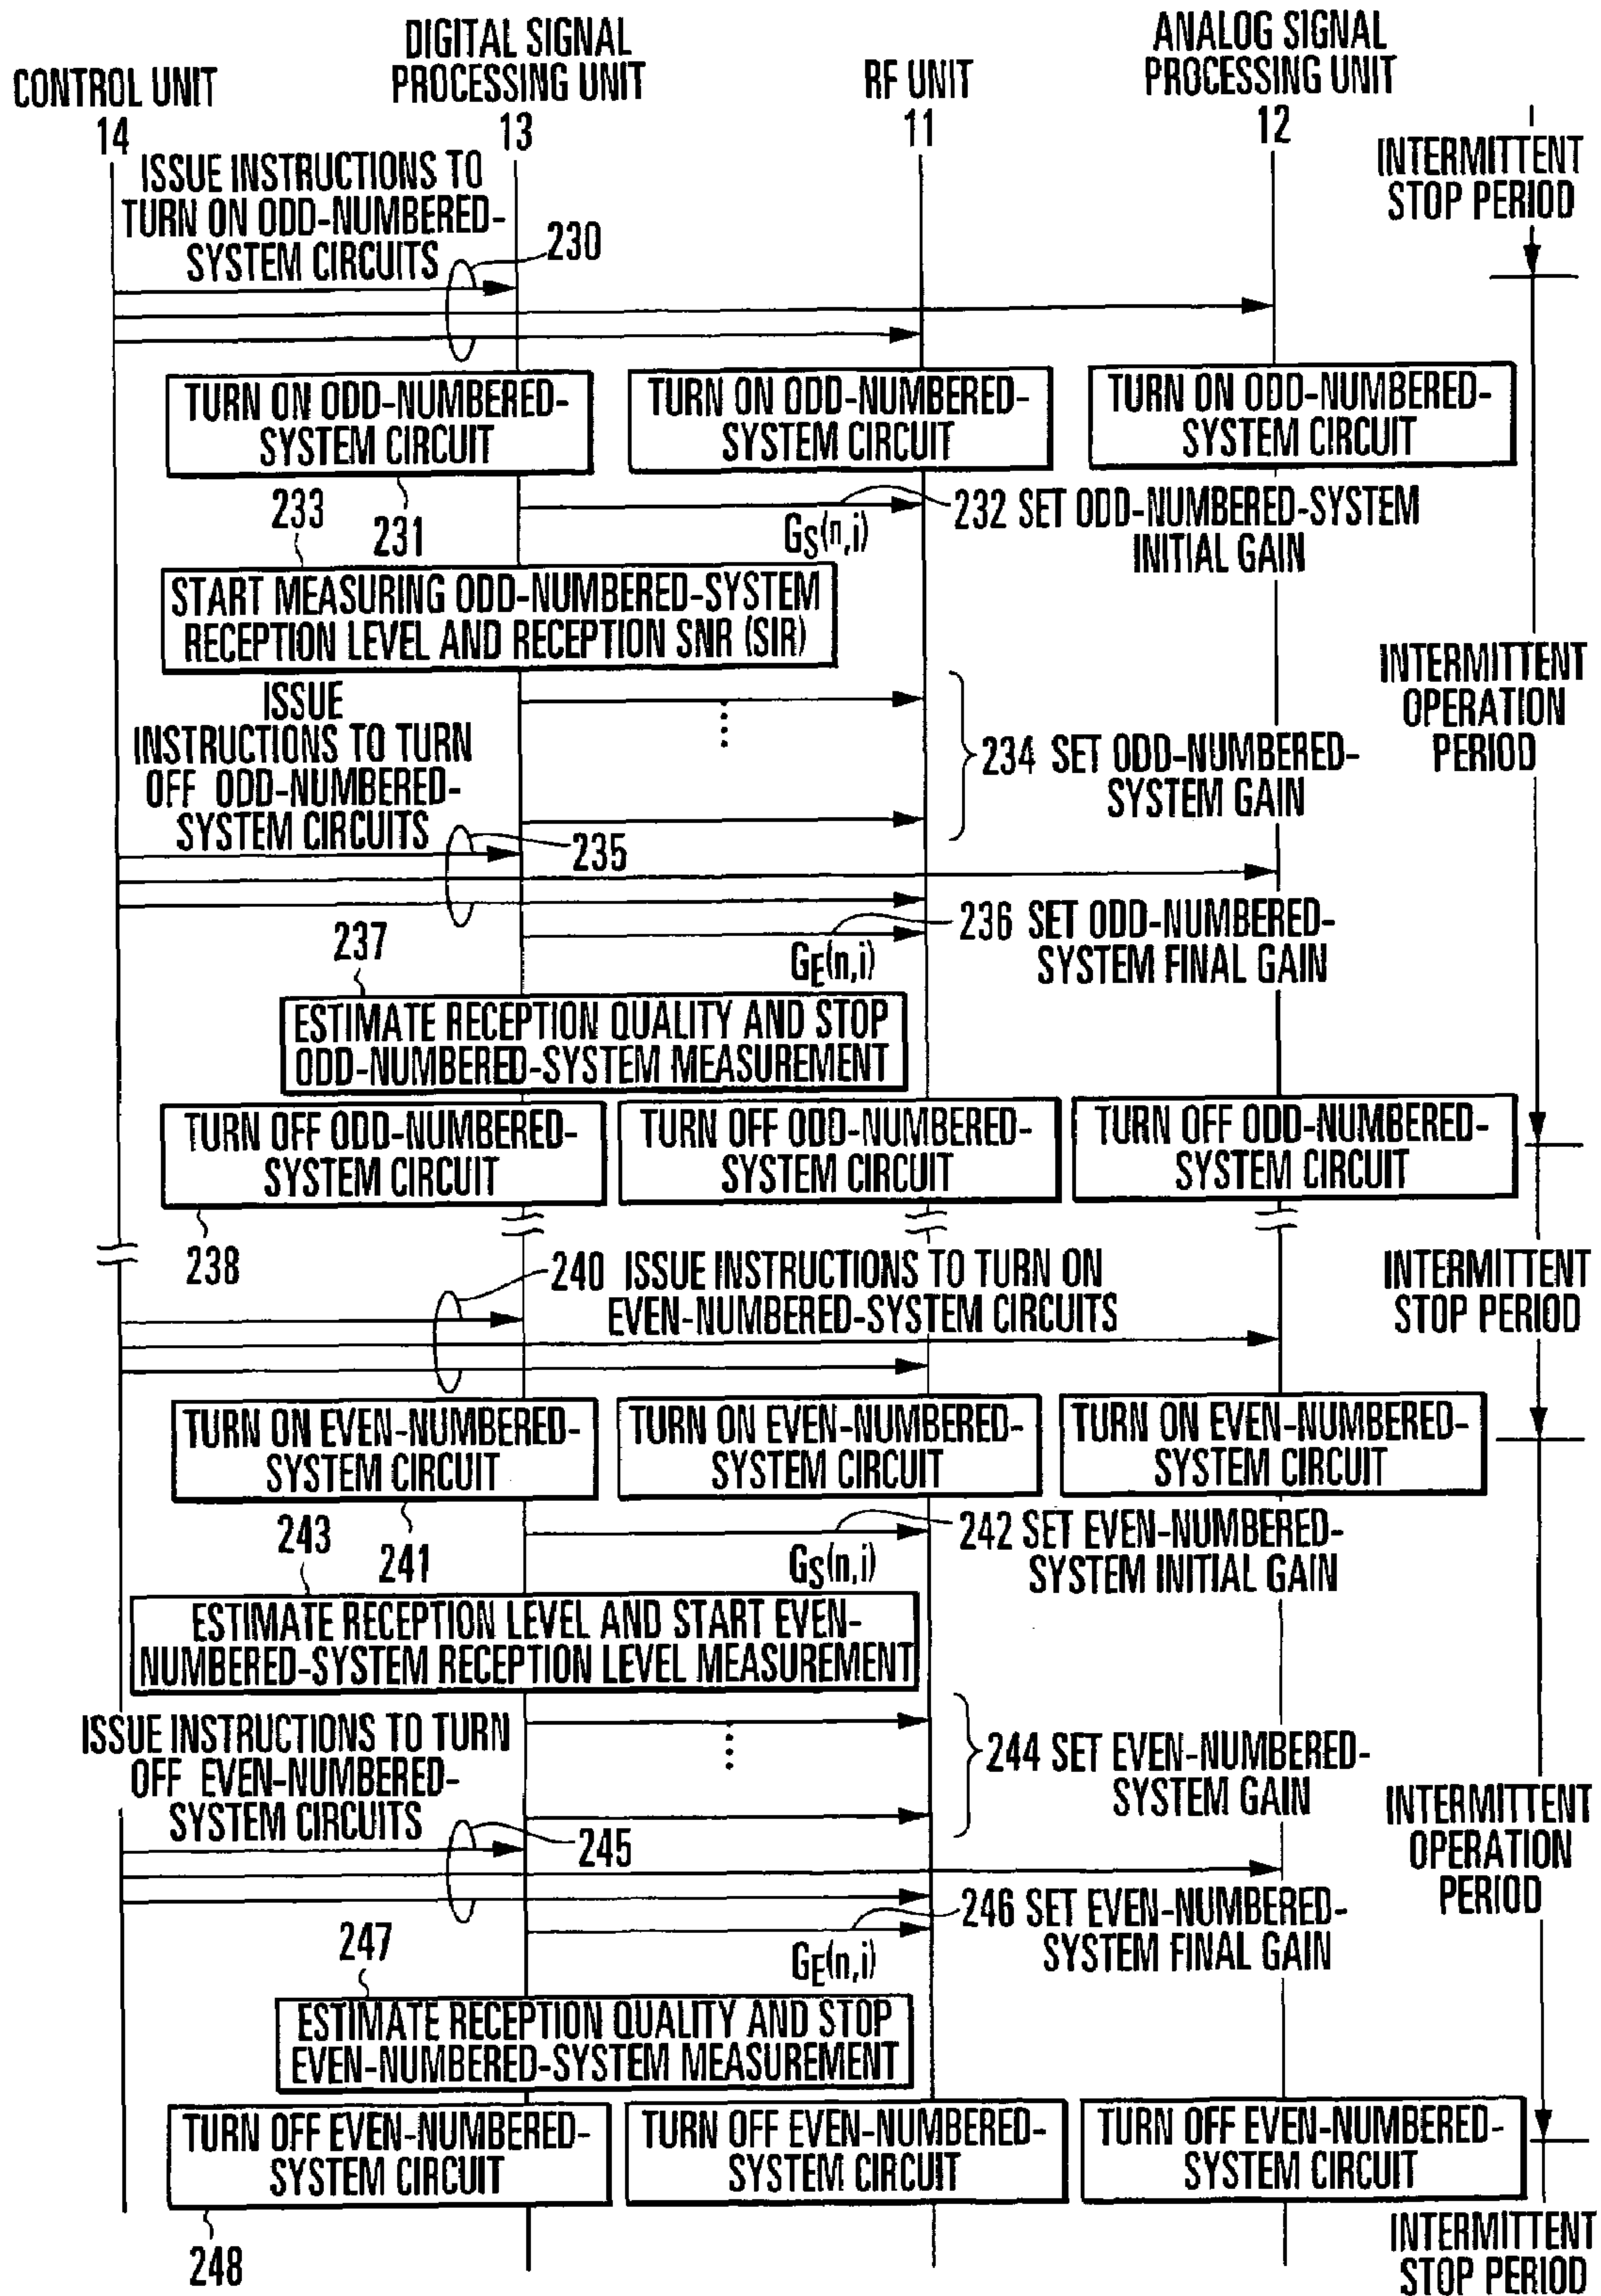 CONTROL UNIT
14
DIGITAL SIGNAL
PROCESSING UNIT
13
RF UNIT
11
ANALOG SIGNAL
PROCESSING UNIT
12
INTERMITTENT
STOP PERIOD
ISSUE INSTRUCTIONS TO
TURN ON ODD-NUMBERED-
SYSTEM CIRCUITS
230
TURN ON ODD-NUMBERED-
SYSTEM CIRCUIT
TURN ON ODD-NUMBERED-
SYSTEM CIRCUIT
TURN ON ODD-NUMBERED-
SYSTEM CIRCUIT
233
231
GS(n,i)
232 SET ODD-NUMBERED-SYSTEM
INITIAL GAIN
START MEASURING ODD-NUMBERED-SYSTEM
RECEPTION LEVEL AND RECEPTION SNR (SIR)
INTERMITTENT
OPERATION
PERIOD
ISSUE
INSTRUCTIONS TO TURN
OFF ODD-NUMBERED-
SYSTEM CIRCUITS
234 SET ODD-NUMBERED-
SYSTEM GAIN
235
237
GE(n,i)
236 SET ODD-NUMBERED-
SYSTEM FINAL GAIN
ESTIMATE RECEPTION QUALITY AND STOP
ODD-NUMBERED-SYSTEM MEASUREMENT
TURN OFF ODD-NUMBERED-
SYSTEM CIRCUIT
TURN OFF ODD-NUMBERED-
SYSTEM CIRCUIT
TURN OFF ODD-NUMBERED-
SYSTEM CIRCUIT
238
240 ISSUE INSTRUCTIONS TO TURN ON
EVEN-NUMBERED-SYSTEM CIRCUITS
INTERMITTENT
STOP PERIOD
TURN ON EVEN-NUMBERED-
SYSTEM CIRCUIT
TURN ON EVEN-NUMBERED-
SYSTEM CIRCUIT
TURN ON EVEN-NUMBERED-
SYSTEM CIRCUIT
243
241
GS(n,i)
242 SET EVEN-NUMBERED-
SYSTEM INITIAL GAIN
ESTIMATE RECEPTION LEVEL AND START EVEN-
NUMBERED-SYSTEM RECEPTION LEVEL MEASUREMENT
ISSUE INSTRUCTIONS TO TURN
OFF EVEN-NUMBERED-
SYSTEM CIRCUITS
244 SET EVEN-NUMBERED-
SYSTEM GAIN
INTERMITTENT
OPERATION
PERIOD
245
247
GE(n,i)
246 SET EVEN-NUMBERED-
SYSTEM FINAL GAIN
ESTIMATE RECEPTION QUALITY AND STOP
EVEN-NUMBERED-SYSTEM MEASUREMENT
TURN OFF EVEN-NUMBERED-
SYSTEM CIRCUIT
TURN OFF EVEN-NUMBERED-
SYSTEM CIRCUIT
TURN OFF EVEN-NUMBERED-
SYSTEM CIRCUIT
248
INTERMITTENT
STOP PERIOD